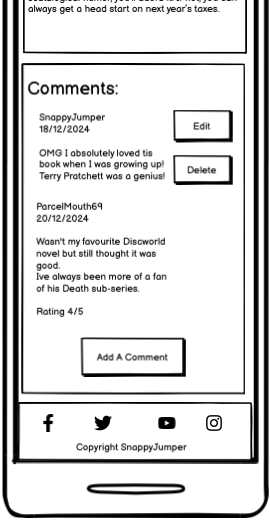 always get a head start on next year's taxes.
Comments:
SnappyJumper
18/12/2024
Edit
OMG I absolutely loved tis
book when I was growing up!
Terry Pratchett was a genius!
Delete
ParcelMouth69
20/12/2024
Wasn't my favourite Discworld
novel but still thought it was
good.
Ive always been more of a fan
of his Death sub-series.
Rating 4/5
Add A Comment
Copyright SnappyJumper